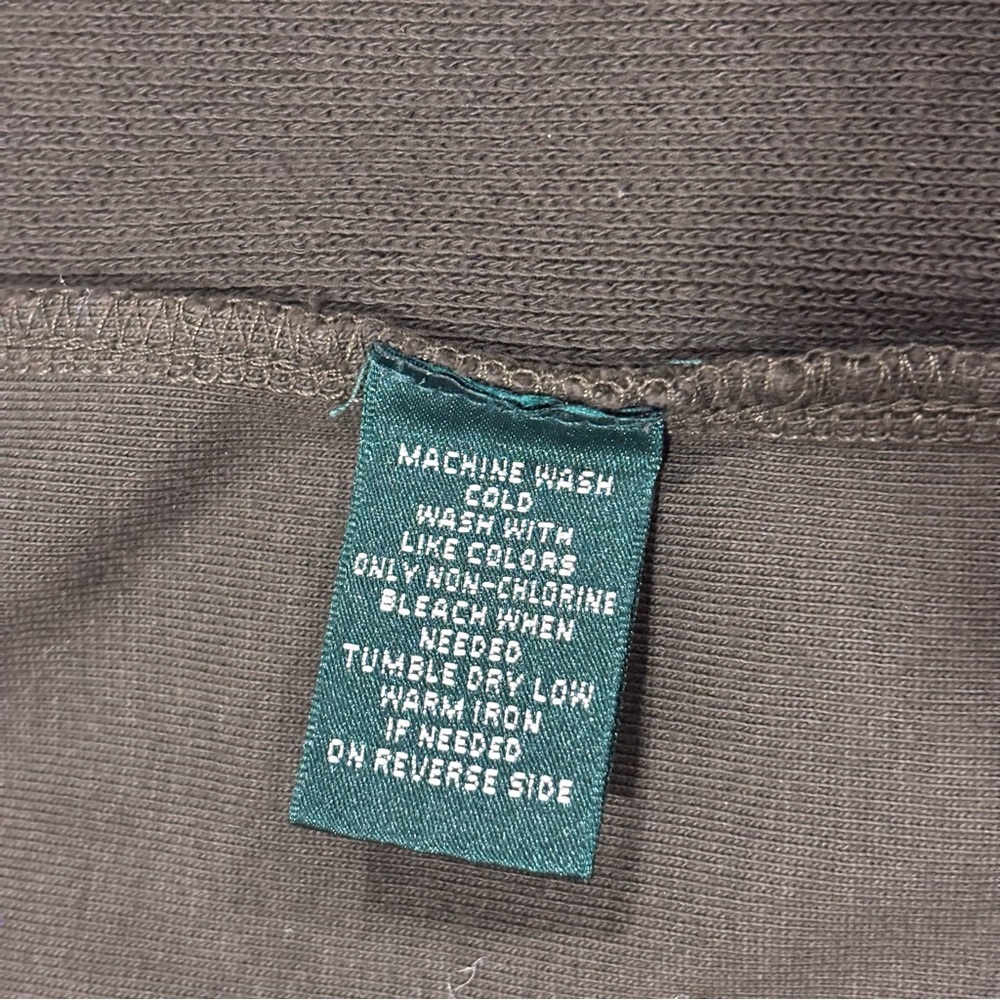 MACHINE WASH
COLD
WASH WITH
LIKE COLORS
ONLY NON-CHLORINE
BLEACH WHEN
NEEDED
TUMBLE DRY LOW
WARM IRON
IF NEEDED
ON REVERSE SIDE